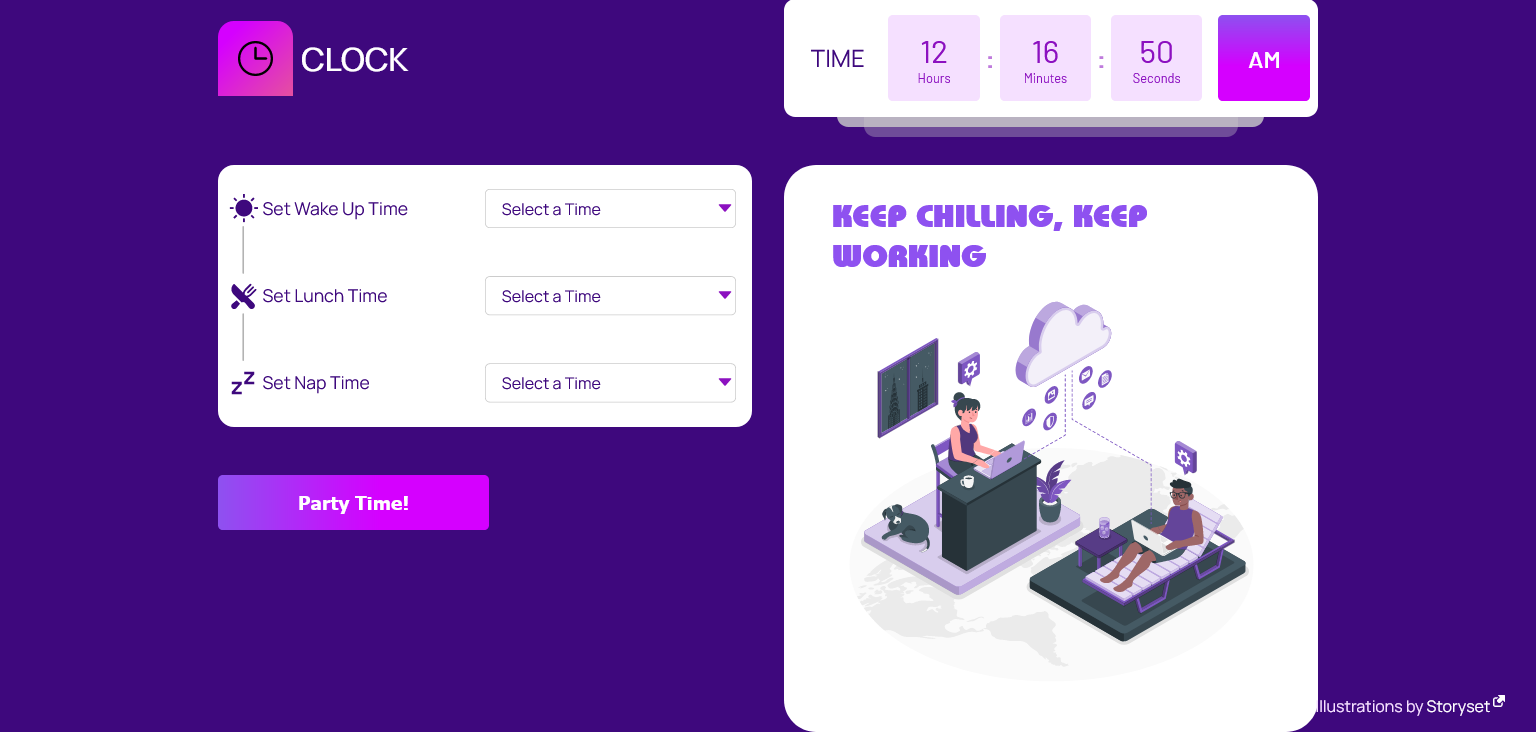 CLOCK
TIME
12
Hours
:
16
Minutes
:
50
Seconds
AM
Set Wake Up Time
Select a Time
Set Lunch Time
Select a Time
Set Nap Time
Select a Time
Party Time!
KEEP CHILLING, KEEP
WORKING
Illustrations by Storyset